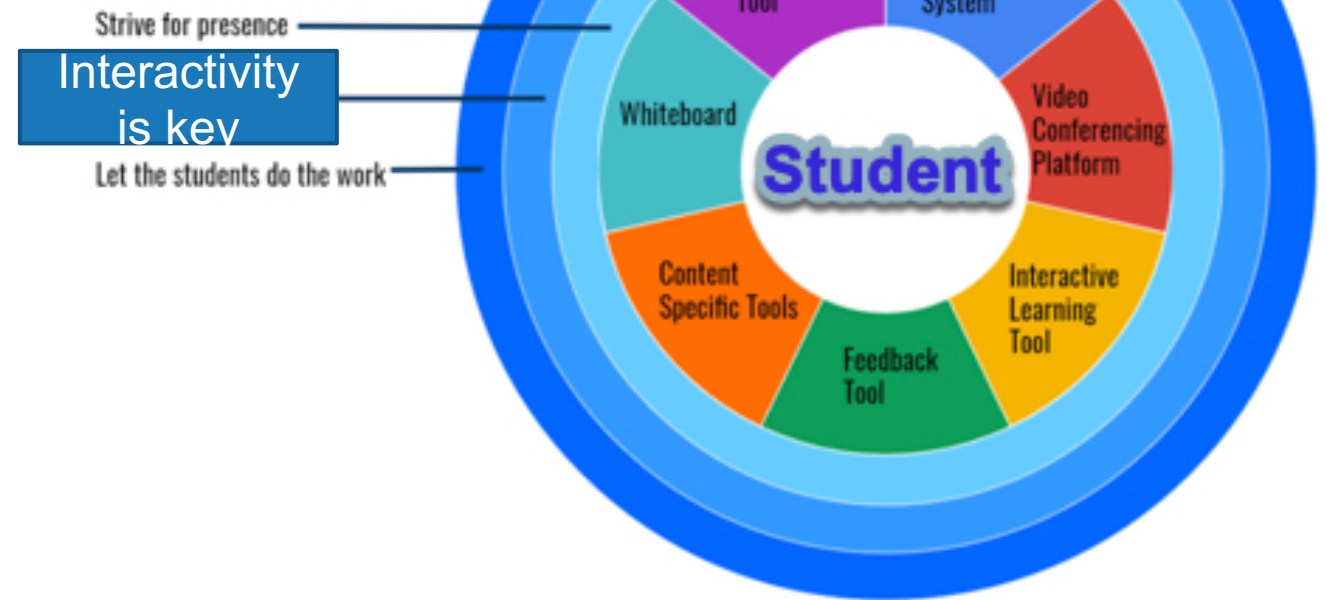 Tool
System
Strive for presence
Interactivity
is key
Let the students do the work
Whiteboard
Student
Video
Conferencing
Platform
Content
Specific Tools
Interactive
Learning
Tool
Feedback
Tool